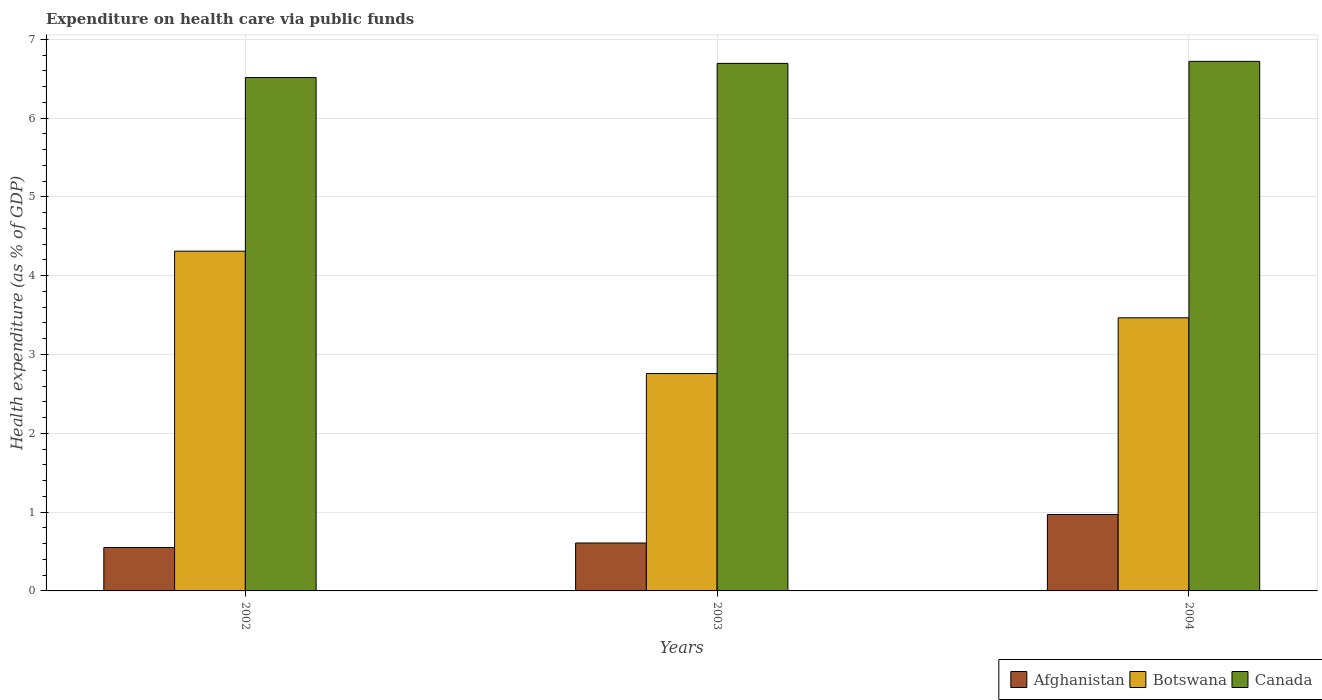 Expenditure on health care via public funds
Health expenditure (as % of GDP)
7
6
5
4
3
2
1
0
2002
2003
2004
Years
Afghanistan
Botswana
Canada